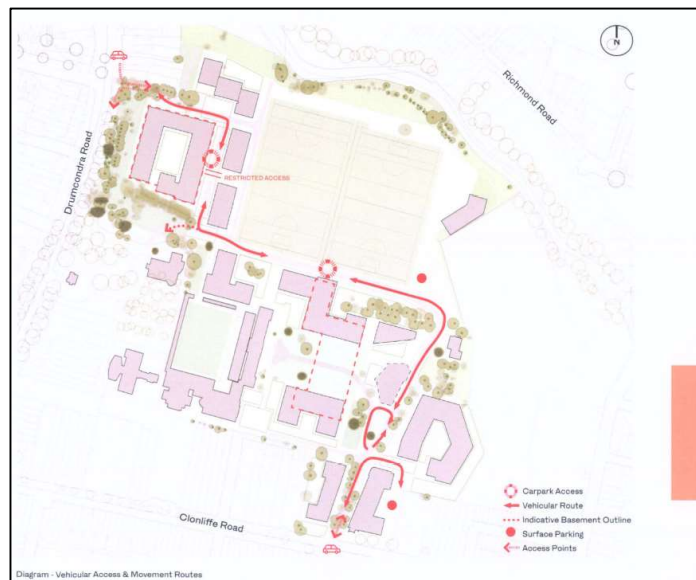 N
Richmond Road
Drumcondra Road
RESTRICTED ACCESS
Clonliffe Road
Carpark Access
Vehicular Route
Indicative Basement Outline
Surface Parking
Access Points
Diagram - Vehicular Access & Movement Routes